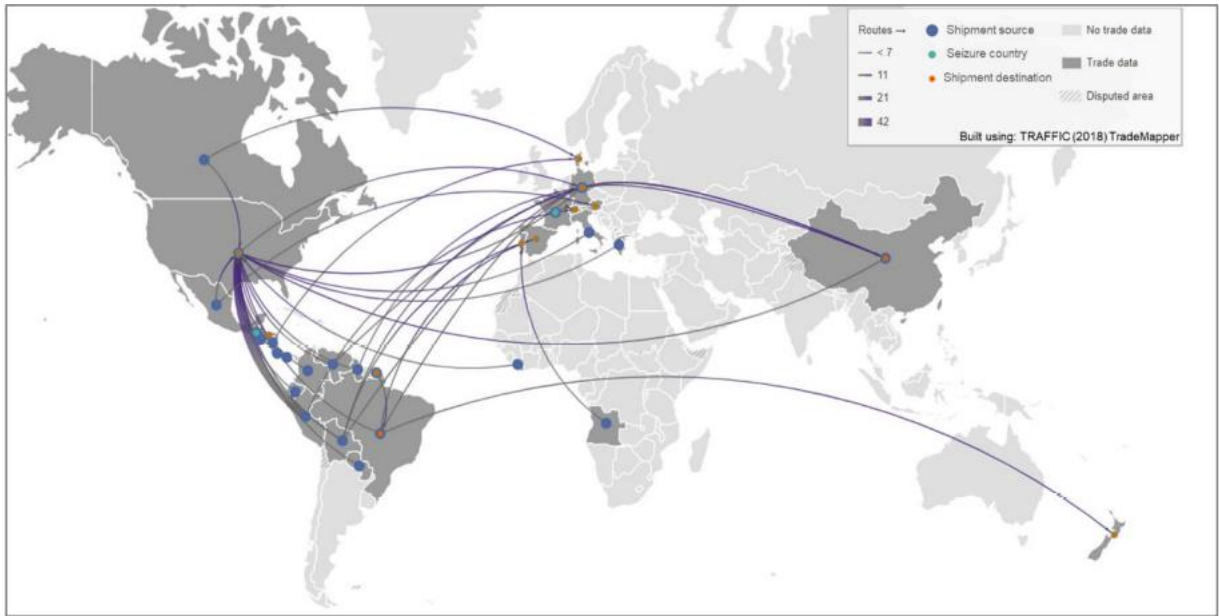 Routes →
< 7
11
21
42
Shipment source
Seizure country
Shipment destination
No trade data
Trade data
Disputed area
Built using: TRAFFIC (2018) TradeMapper